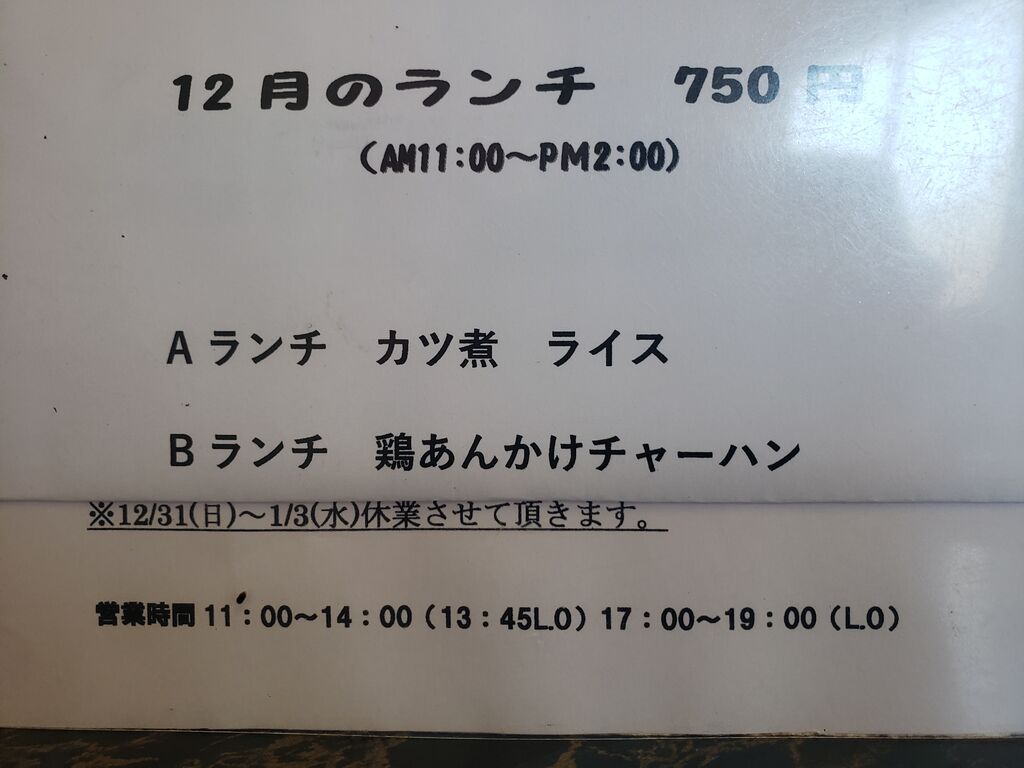 12月のランチ　750円
（AM11:00～PM2:00）
Aランチ　カツ煮　ライス
Bランチ　鶏あんかけチャーハン
※12/31(日)～1/3(水)休業させて頂きます。
営業時間 11：00～14：00（13：45L.O）17：00～19：00（L.O）